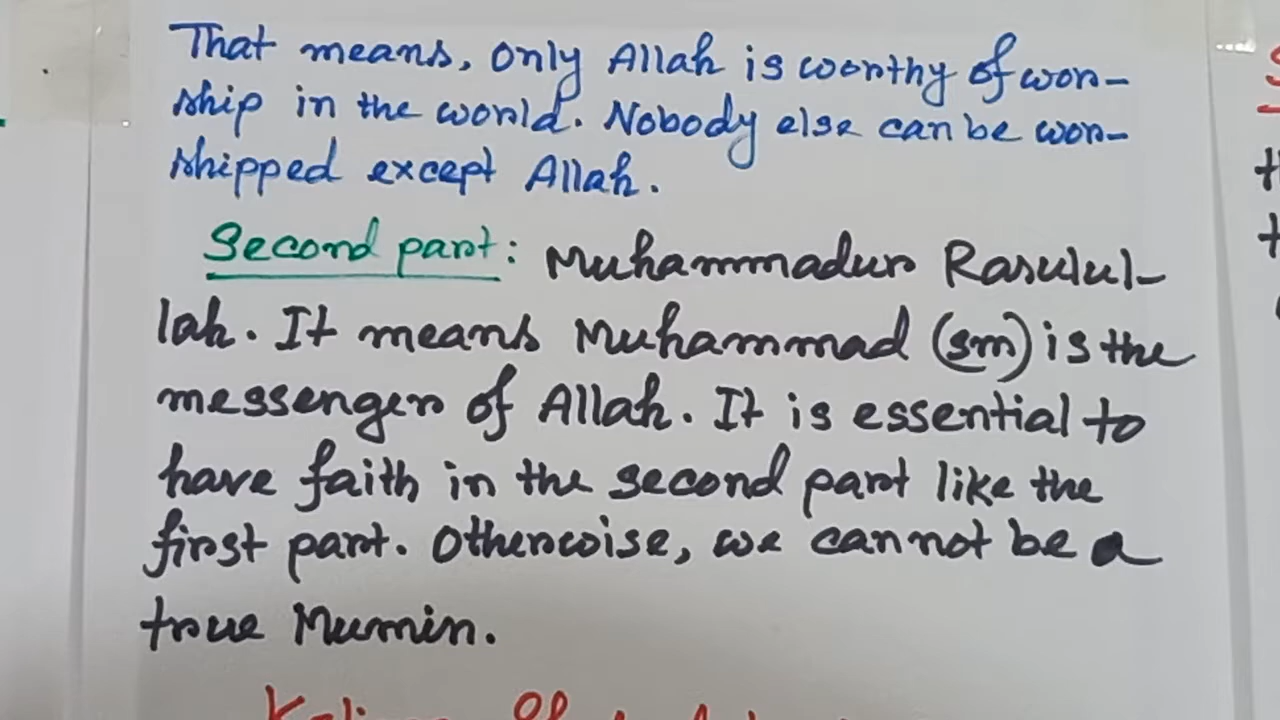 That means, Only Allah is worthy of wor-
ship in the world. Nobody else can be wor-
shipped except Allah.
Second part: Muhammadur Rasulul-
lah. It means Muhammad (sm) is the
messenger of Allah. It is essential to
have faith in the second part like the
first part. Otherwise, we cannot be a
true Mumin.